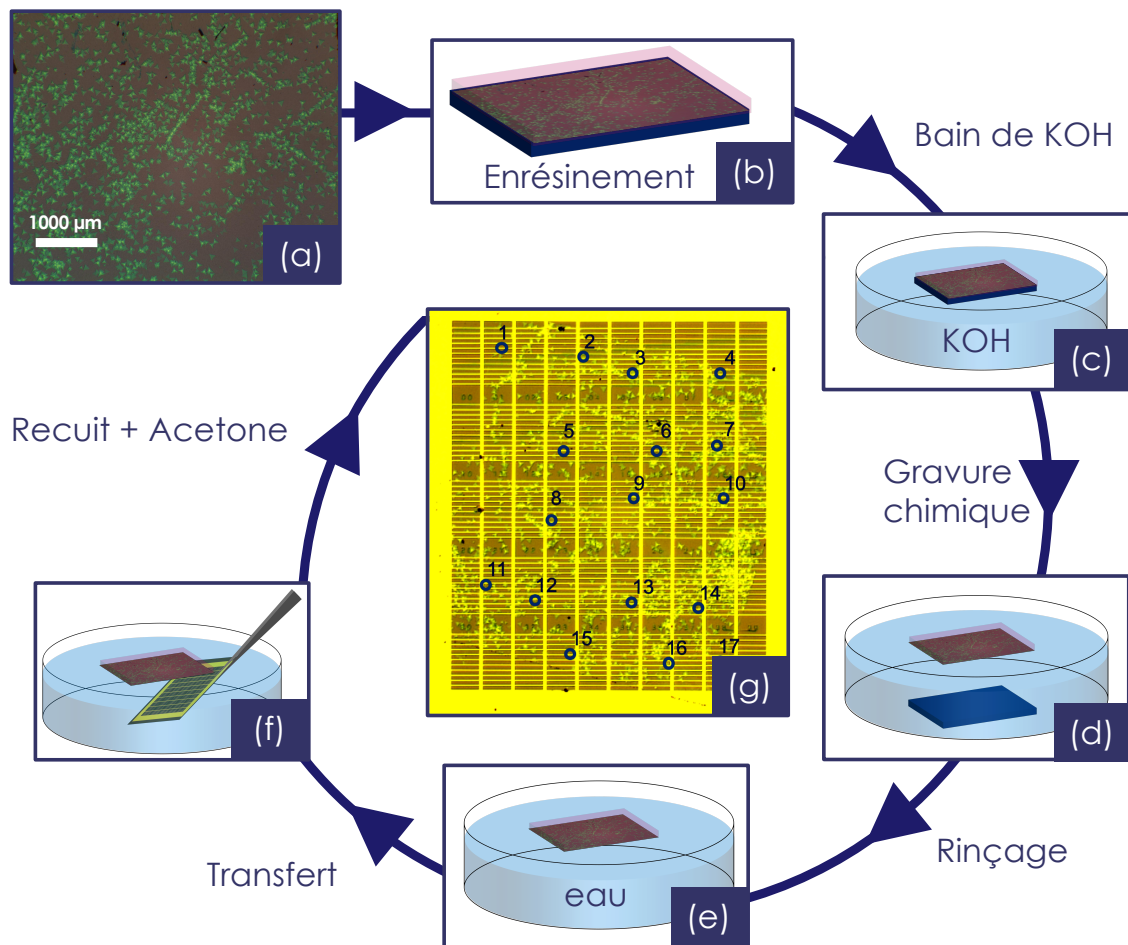 1000 µm
(a)
Enrésinement
(b)
Bain de KOH
KOH
(c)
Gravure
chimique
(d)
Rinçage
eau
(e)
Transfert
(f)
Recuit + Acetone
1
2
3
4
5
6
7
8
9
10
11
12
13
14
15
16
17
(g)